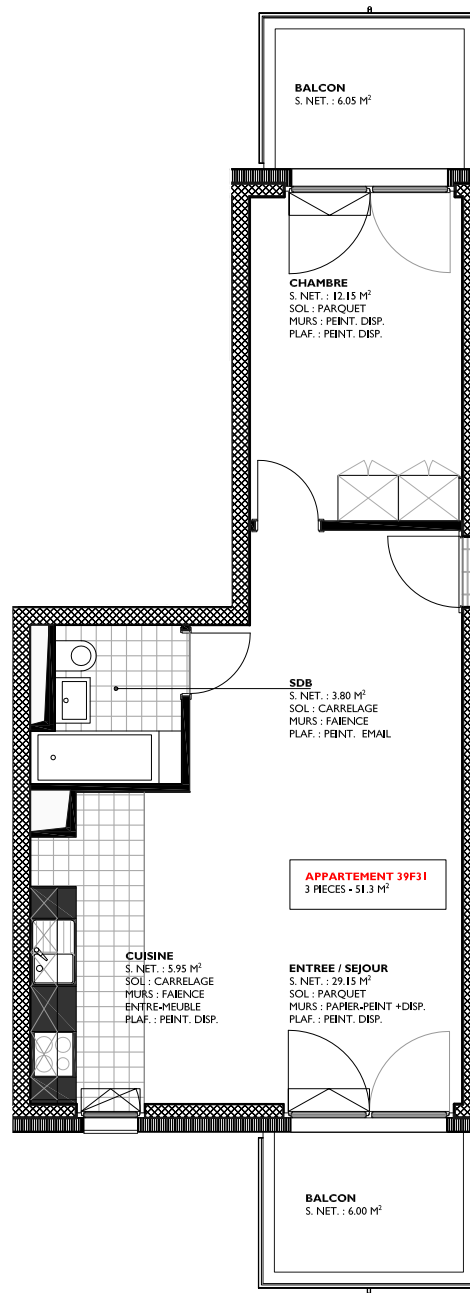 BALCON
S. NET. : 6.05 M²
CHAMBRE
S. NET. : 12.15 M²
SOL : PARQUET
MURS : PEINT. DISP.
PLAF. : PEINT. DISP.
SDB
S. NET. : 3.80 M²
SOL : CARRELAGE
MURS : FAIENCE
PLAF. : PEINT. EMAIL
APPARTEMENT 39F31
3 PIECES - 51.3 M²
CUISINE
S. NET. : 5.95 M²
SOL : CARRELAGE
MURS : FAIENCE
ENTRE-MEUBLE
PLAF. : PEINT. DISP.
ENTREE / SEJOUR
S. NET. : 29.15 M²
SOL : PARQUET
MURS : PAPIER-PEINT +DISP.
PLAF. : PEINT. DISP.
BALCON
S. NET. : 6.00 M²